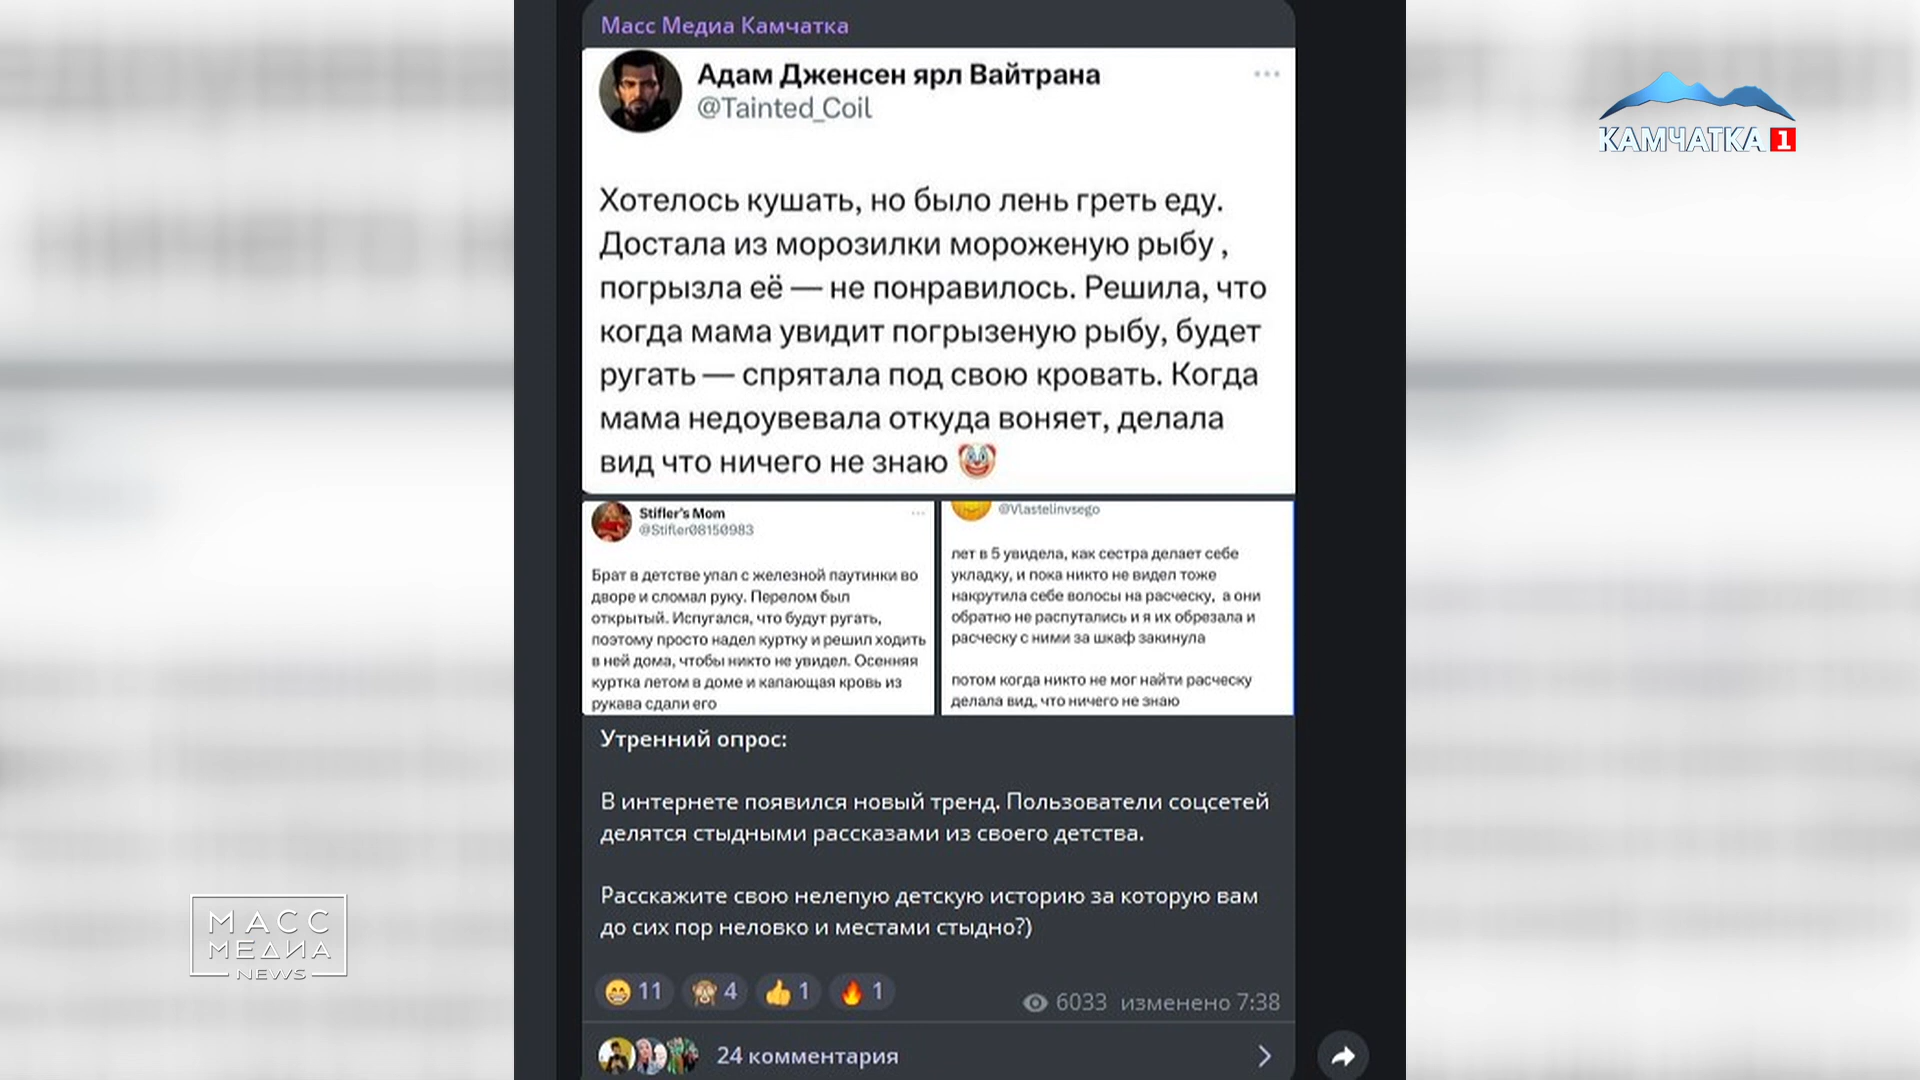 Масс Медиа Камчатка
Адам Дженсен ярл Вайтрана
@Tainted_Coil
Хотелось кушать, но было лень греть еду.
Достала из морозилки мороженую рыбу ,
погрызла её — не понравилось. Решила, что
когда мама увидит погрызеную рыбу, будет
ругать — спрятала под свою кровать. Когда
мама недоувевала откуда воняет, делала
вид что ничего не знаю 🤡
Stifler's Mom
@Stifler08150983
Брат в детстве упал с железной паутинки во
дворе и сломал руку. Перелом был
открытый. Испугался, что будут ругать,
поэтому просто надел куртку и решил ходить
в ней дома, чтобы никто не увидел. Осенняя
куртка летом в доме и капающая кровь из
рукава сдали его
@Vlastelinvsego
лет в 5 увидела, как сестра делает себе
укладку, и пока никто не видел тоже
накрутила себе волосы на расческу, а они
обратно не распутались и я их обрезала и
расческу с ними за шкаф закинула
потом когда никто не мог найти расческу
делала вид, что ничего не знаю
Утренний опрос:
В интернете появился новый тренд. Пользователи соцсетей
делятся стыдными рассказами из своего детства.
Расскажите свою нелепую детскую историю за которую вам
до сих пор неловко и местами стыдно?)
😁 11 🙈 4 👍 1 🔥 1
6033 изменено 7:38
24 комментария
КАМЧАТКА 1
МАСС
МЕДИА
NEWS